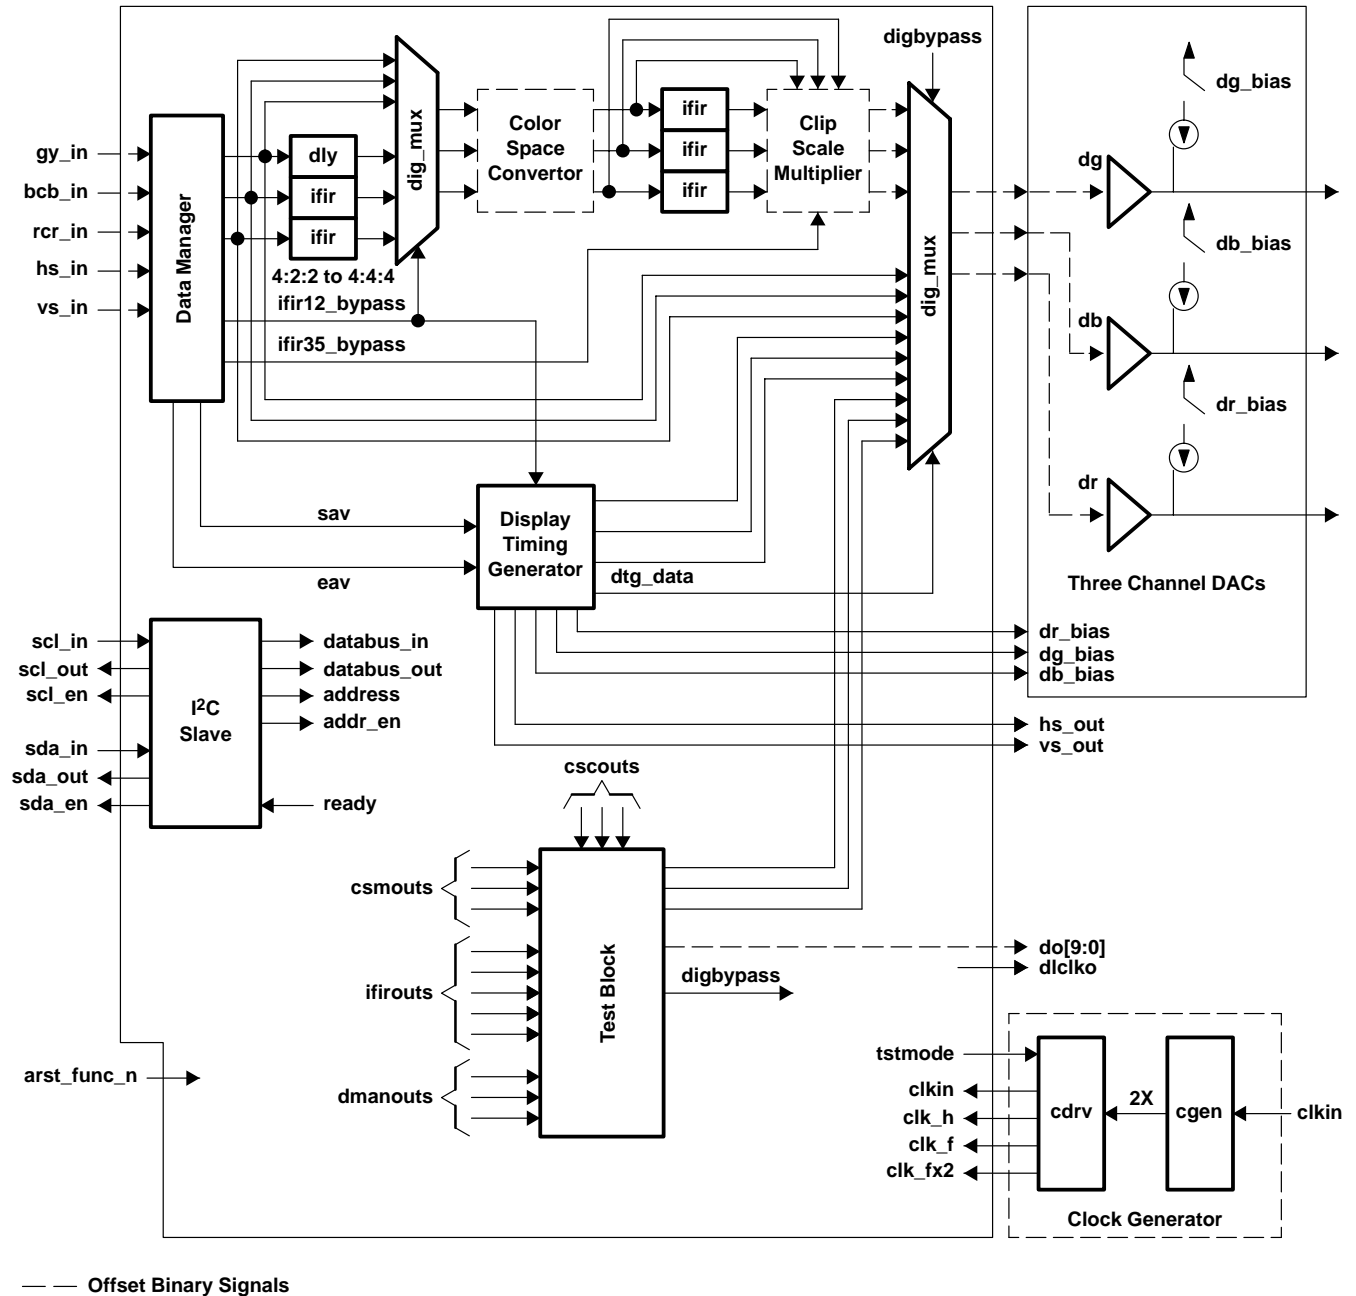 digbypass
dg_bias
dig_mux
Color
Space
Convertor
ifir
ifir
ifir
Clip
Scale
Multiplier
gy_in
bcb_in
rcr_in
hs_in
vs_in
Data Manager
dly
ifir
ifir
4:2:2 to 4:4:4
ifir12_bypass
ifir35_bypass
dig_mux
dg
db_bias
db
dr_bias
dr
Three Channel DACs
sav
eav
Display
Timing
Generator
dtg_data
dr_bias
dg_bias
db_bias
hs_out
vs_out
scl_in
scl_out
scl_en
sda_in
sda_out
sda_en
I2C
Slave
databus_in
databus_out
address
addr_en
ready
cscouts
csmouts
ifirouts
dmanouts
Test Block
do[9:0]
dlclko
digbypass
arst_func_n
tstmode
clkin
clk_h
clk_f
clk_fx2
cdrv
2X
cgen
clkin
Clock Generator
Offset Binary Signals